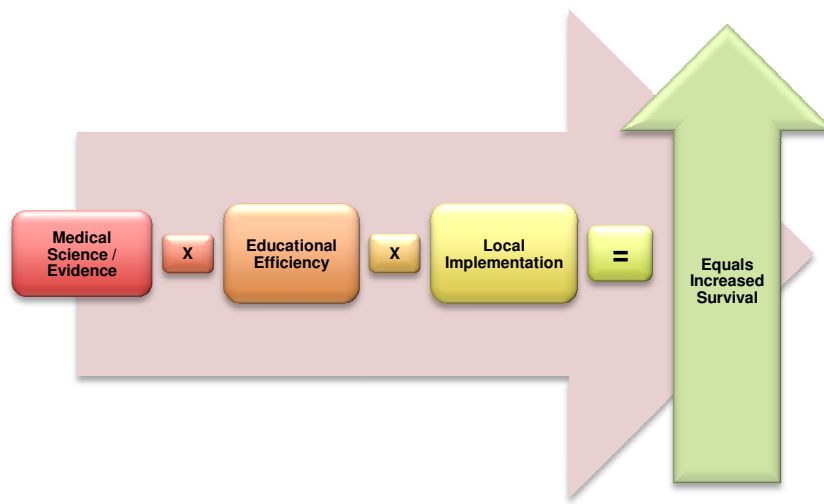 Medical
Science /
Evidence
X
Educational
Efficiency
X
Local
Implementation
=
Equals
Increased
Survival